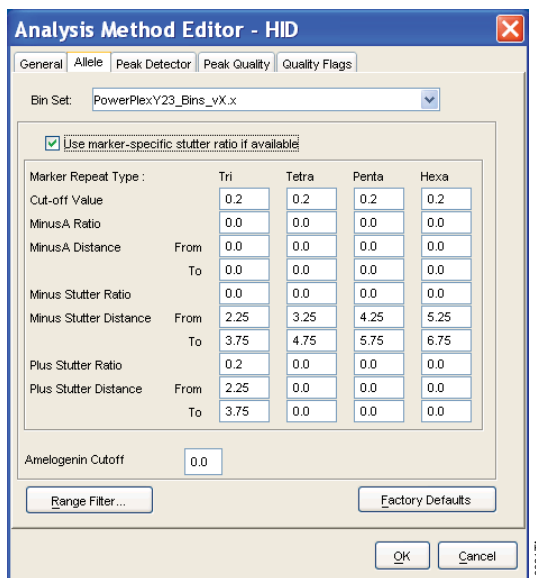 Analysis Method Editor - HID
General Allele Peak Detector Peak Quality Quality Flags
Bin Set: PowerPlexY23_Bins_vX.x
Use marker-specific stutter ratio if available
Marker Repeat Type : Tri Tetra Penta Hexa
Cut-off Value 0.2 0.2 0.2 0.2
MinusA Ratio 0.0 0.0 0.0 0.0
MinusA Distance From 0.0 0.0 0.0 0.0
To 0.0 0.0 0.0 0.0
Minus Stutter Ratio 0.0 0.0 0.0 0.0
Minus Stutter Distance From 2.25 3.25 4.25 5.25
To 3.75 4.75 5.75 6.75
Plus Stutter Ratio 0.2 0.0 0.0 0.0
Plus Stutter Distance From 2.25 0.0 0.0 0.0
To 3.75 0.0 0.0 0.0
Amelogenin Cutoff 0.0
Range Filter... Factory Defaults
OK Cancel